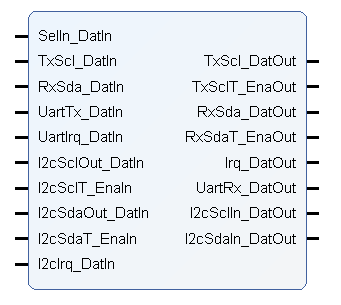 SelIn_DatIn
TxScl_DatIn
RxSda_DatIn
UartTx_DatIn
UartIrq_DatIn
I2cSclOut_DatIn
I2cSclT_EnaIn
I2cSdaOut_DatIn
I2cSdaT_EnaIn
I2cIrq_DatIn
TxScl_DatOut
TxSclT_EnaOut
RxSda_DatOut
RxSdaT_EnaOut
Irq_DatOut
UartRx_DatOut
I2cSclIn_DatOut
I2cSdaIn_DatOut